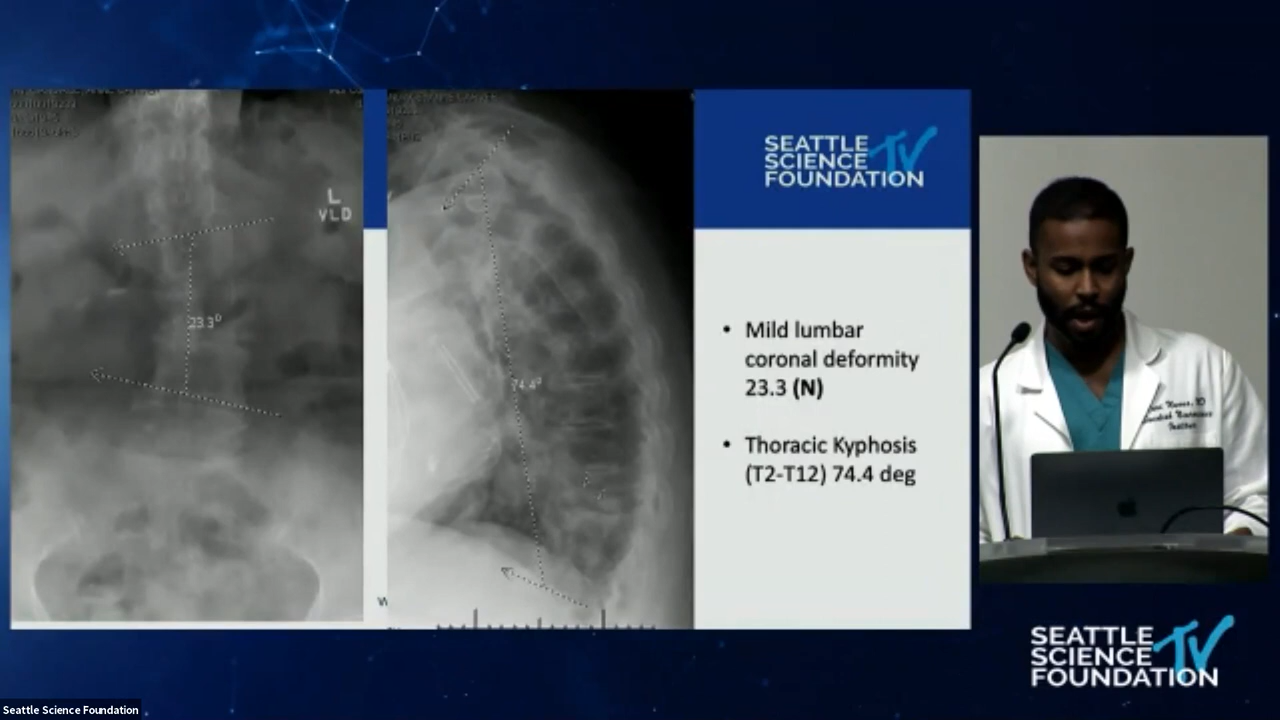 L
VLD
23.3°
74.4°
SEATTLE
SCIENCE TV
FOUNDATION
• Mild lumbar
coronal deformity
23.3 (N)
• Thoracic Kyphosis
(T2-T12) 74.4 deg
SEATTLE
SCIENCE TV
FOUNDATION
Seattle Science Foundation